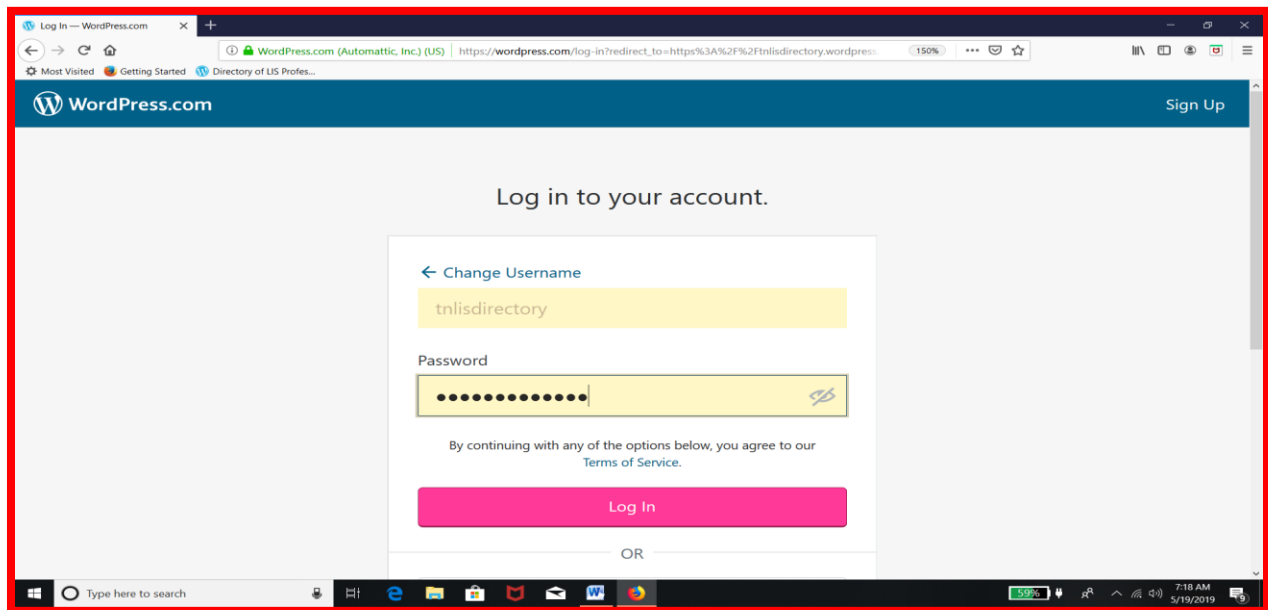 Log In — WordPress.com
WordPress.com (Automattic, Inc.) (US) https://wordpress.com/log-in?redirect_to=https%3A%2F%2Ftnlisdirectory.wordpress. 150%
Most Visited Getting Started Directory of LIS Profes...
WordPress.com Sign Up
Log in to your account.
← Change Username
tnlisdirectory
Password
•••••••••••••
By continuing with any of the options below, you agree to our
Terms of Service.
Log In
OR
Type here to search 59% 7:18 AM
5/19/2019 9